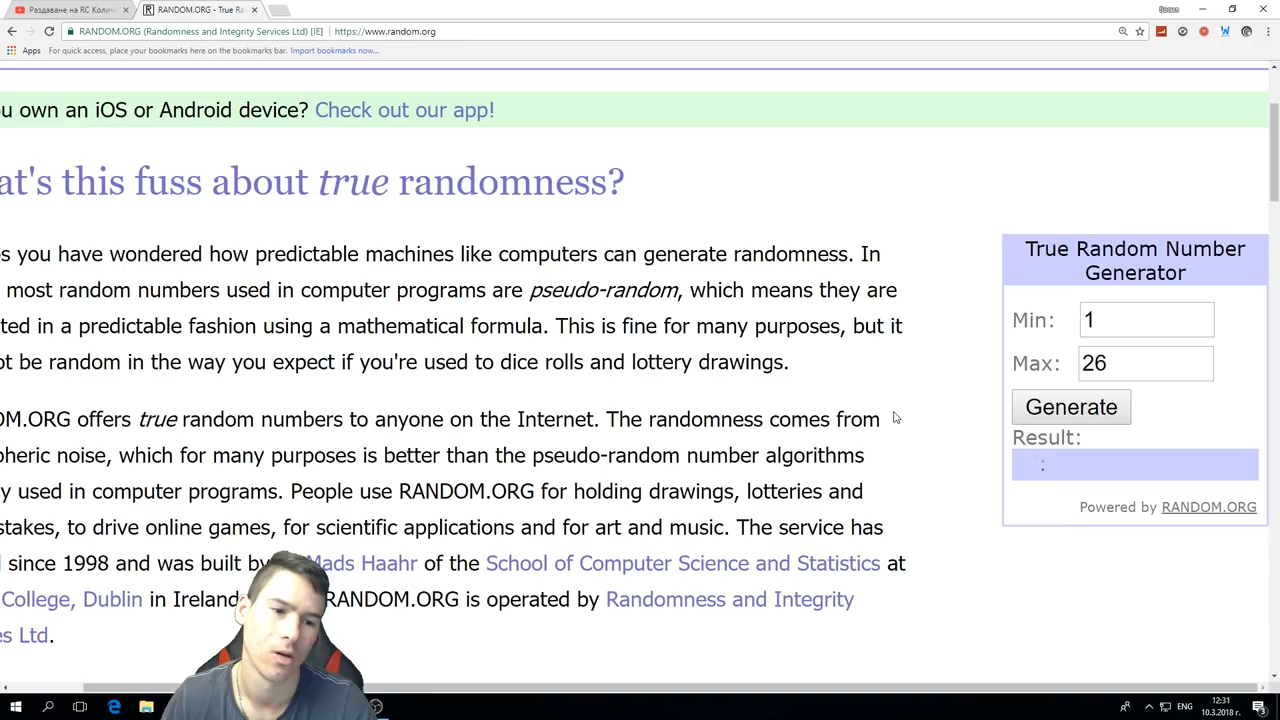 Раздаване на RC Колич
RANDOM.ORG - True Ra
RANDOM.ORG (Randomness and Integrity Services Ltd) [IE] | https://www.random.org
Apps For quick access, place your bookmarks here on the bookmarks bar. Import bookmarks now...
u own an iOS or Android device? Check out our app!
at's this fuss about true randomness?
s you have wondered how predictable machines like computers can generate randomness. In
most random numbers used in computer programs are pseudo-random, which means they are
ted in a predictable fashion using a mathematical formula. This is fine for many purposes, but it
ot be random in the way you expect if you're used to dice rolls and lottery drawings.
OM.ORG offers true random numbers to anyone on the Internet. The randomness comes from
pheric noise, which for many purposes is better than the pseudo-random number algorithms
y used in computer programs. People use RANDOM.ORG for holding drawings, lotteries and
stakes, to drive online games, for scientific applications and for art and music. The service has
since 1998 and was built by Mads Haahr of the School of Computer Science and Statistics at
College, Dublin in Ireland RANDOM.ORG is operated by Randomness and Integrity
es Ltd.
True Random Number
Generator
Min: 1
Max: 26
Generate
Result:
Powered by RANDOM.ORG
ENG
12:31
10.3.2018 г.